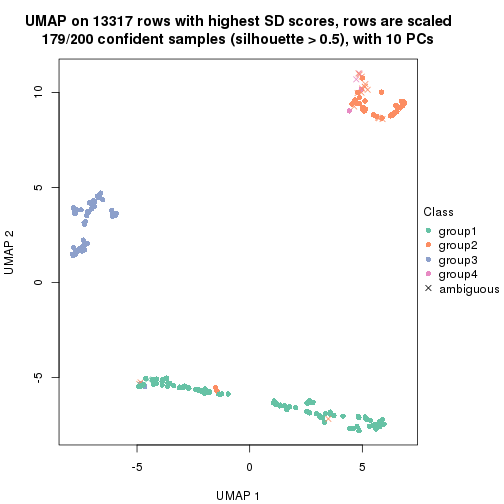 UMAP on 13317 rows with highest SD scores, rows are scaled
179/200 confident samples (silhouette > 0.5), with 10 PCs
10
5
0
-5
UMAP 2
-5
0
5
UMAP 1
Class
group1
group2
group3
group4
ambiguous